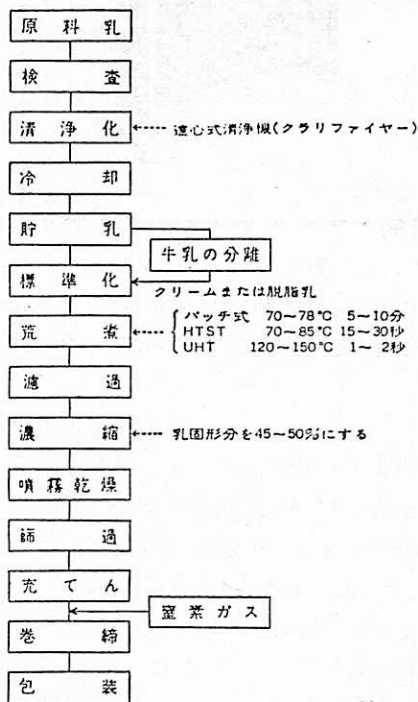 原料乳
検査
清浄化
遠心式清浄機(クラリファイヤー)
冷却
貯乳
牛乳の分離
標準化
クリームまたは脱脂乳
荒煮
バッチ式 70~78℃ 5~10分
HTST 70~85℃ 15~30秒
UHT 120~150℃ 1~2秒
濾過
濃縮
乳固形分を45~50%にする
噴霧乾燥
篩過
充てん
窒素ガス
巻締
包装